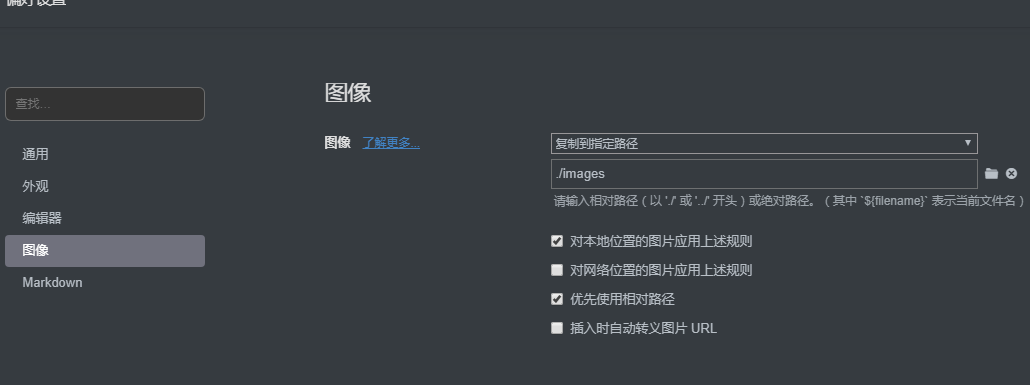 偏好设置
查找...
通用
外观
编辑器
图像
Markdown
图像
图像 了解更多...
复制到指定路径
./images
请输入相对路径（以 './' 或 '../' 开头）或绝对路径。（其中 `${filename}` 表示当前文件名）
对本地位置的图片应用上述规则
对网络位置的图片应用上述规则
优先使用相对路径
插入时自动转义图片 URL